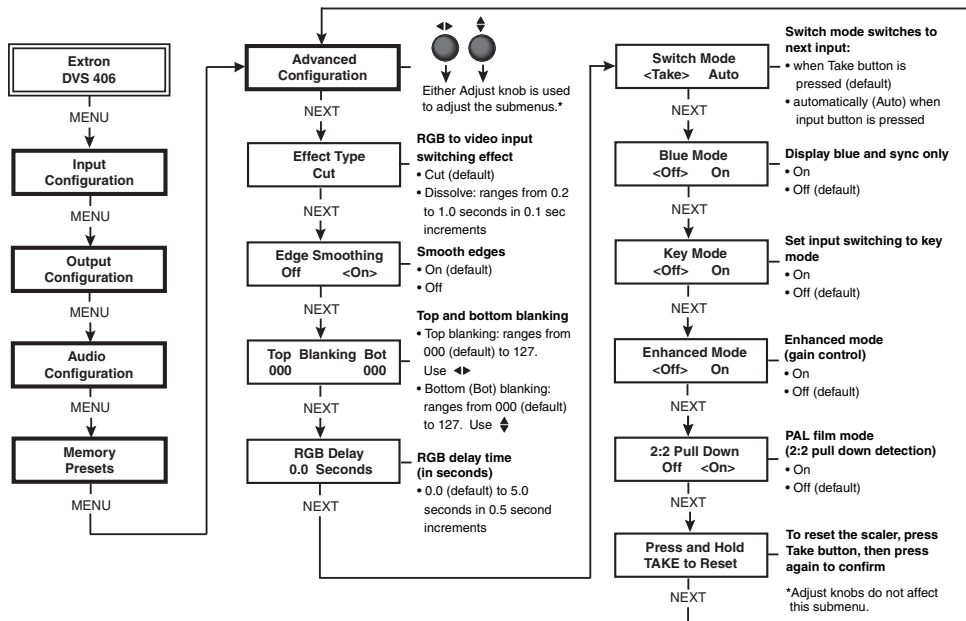 Extron
DVS 406
MENU
Input
Configuration
MENU
Output
Configuration
MENU
Audio
Configuration
MENU
Memory
Presets
MENU
Advanced
Configuration
Either Adjust knob is used
to adjust the submenus.*
NEXT
Effect Type
Cut
RGB to video input
switching effect
• Cut (default)
• Dissolve: ranges from 0.2
to 1.0 seconds in 0.1 sec
increments
NEXT
Edge Smoothing
Off <On>
Smooth edges
• On (default)
• Off
NEXT
Top Blanking Bot
000 000
Top and bottom blanking
• Top blanking: ranges from
000 (default) to 127.
Use
• Bottom (Bot) blanking:
ranges from 000 (default)
to 127. Use
NEXT
RGB Delay
0.0 Seconds
RGB delay time
(in seconds)
• 0.0 (default) to 5.0
seconds in 0.5 second
increments
NEXT
Switch Mode
<Take> Auto
Switch mode switches to
next input:
• when Take button is
pressed (default)
• automatically (Auto) when
input button is pressed
NEXT
Blue Mode
<Off> On
Display blue and sync only
• On
• Off (default)
NEXT
Key Mode
<Off> On
Set input switching to key
mode
• On
• Off (default)
NEXT
Enhanced Mode
<Off> On
Enhanced mode
(gain control)
• On
• Off (default)
NEXT
2:2 Pull Down
Off <On>
PAL film mode
(2:2 pull down detection)
• On
• Off (default)
NEXT
Press and Hold
TAKE to Reset
To reset the scaler, press
Take button, then press
again to confirm
*Adjust knobs do not affect
this submenu.
NEXT